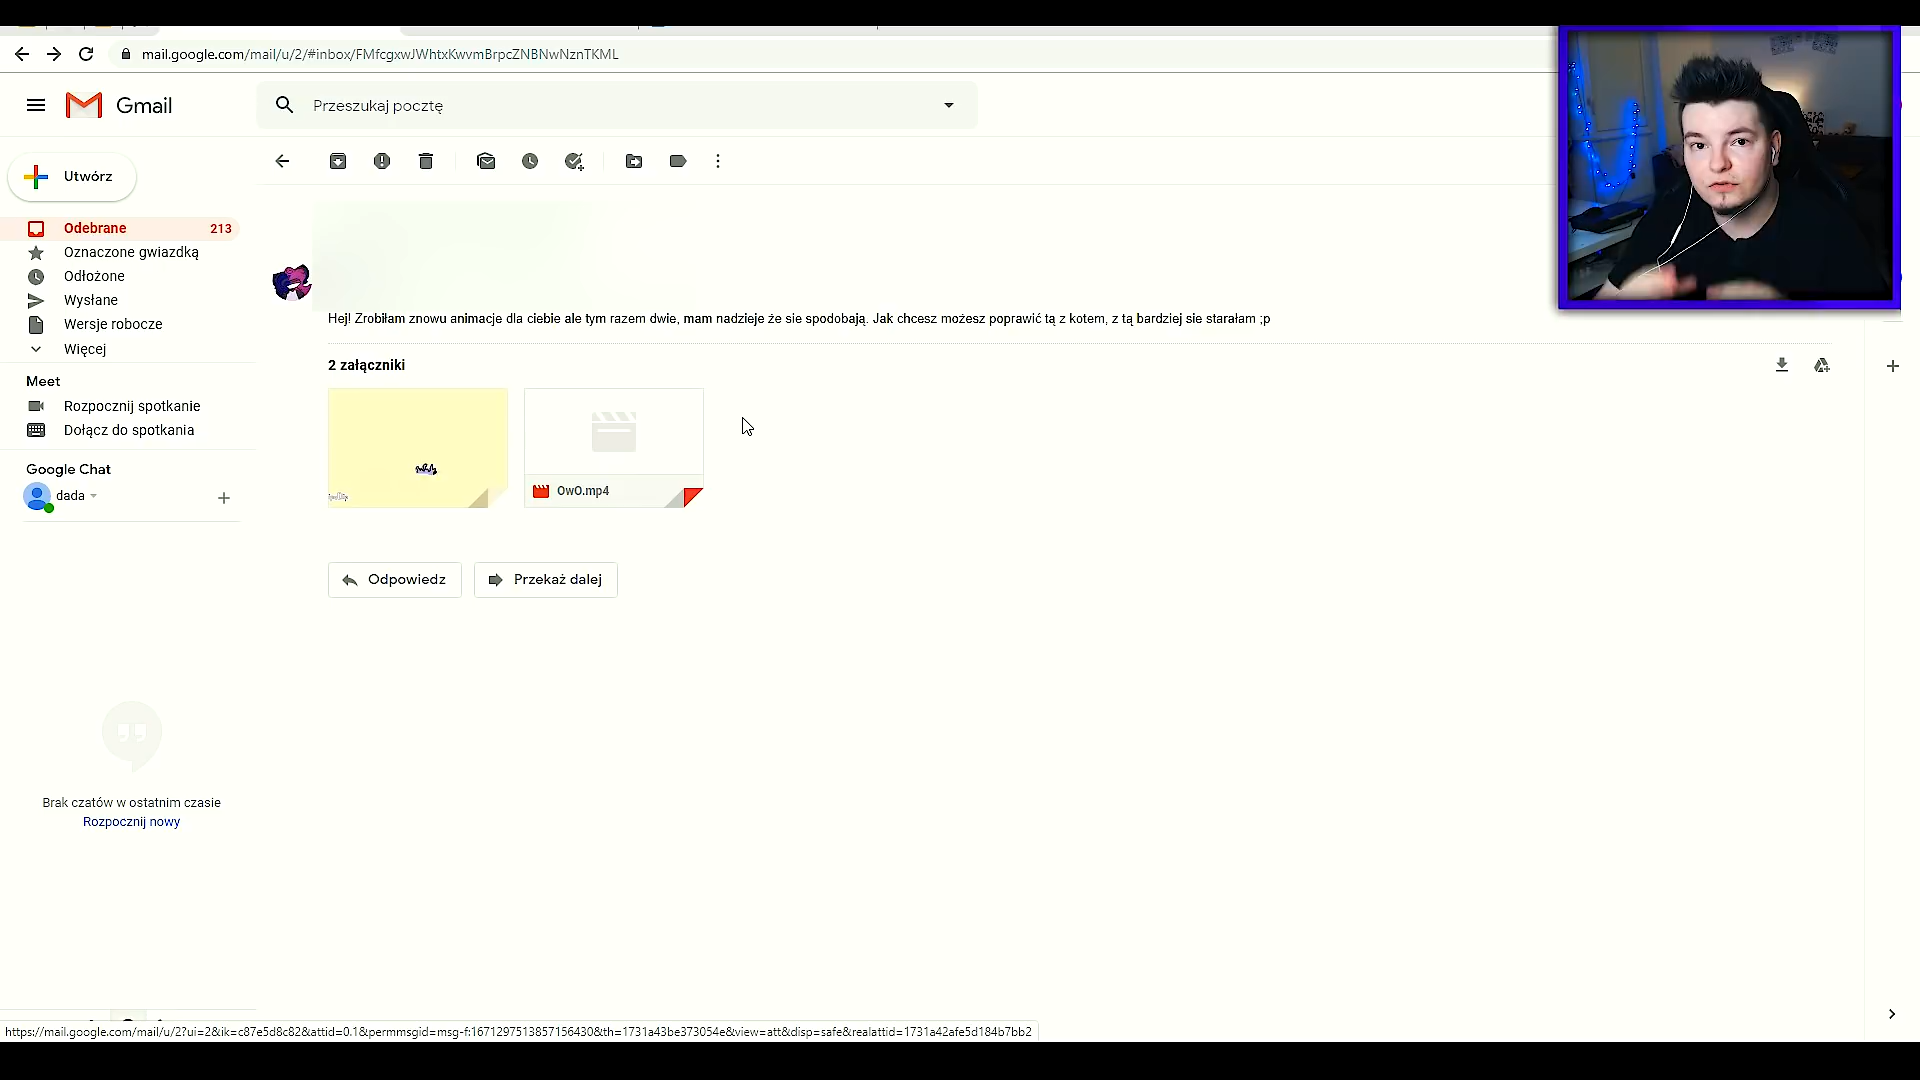 mail.google.com/mail/u/2/#inbox/FMfcgxwJWhtxKwvmBrpcZNBNwNznTKML
Gmail
Przeszukaj pocztę
Utwórz
Odebrane 213
Oznaczone gwiazdką
Odłożone
Wysłane
Wersje robocze
Więcej
Hej! Zrobiłam znowu animacje dla ciebie ale tym razem dwie, mam nadzieje że sie spodobają. Jak chcesz możesz poprawić tą z kotem, z tą bardziej sie starałam ;p
2 załączniki
OwO.mp4
Odpowiedz
Przekaż dalej
Meet
Rozpocznij spotkanie
Dołącz do spotkania
Google Chat
dada
Brak czatów w ostatnim czasie
Rozpocznij nowy
https://mail.google.com/mail/u/2?ui=2&ik=c87e5d8c82&attid=0.1&permmsgid=msg-f:1671297513857156430&th=1731a43be373054e&view=att&disp=safe&realattid=1731a42afe5d184b7bb2